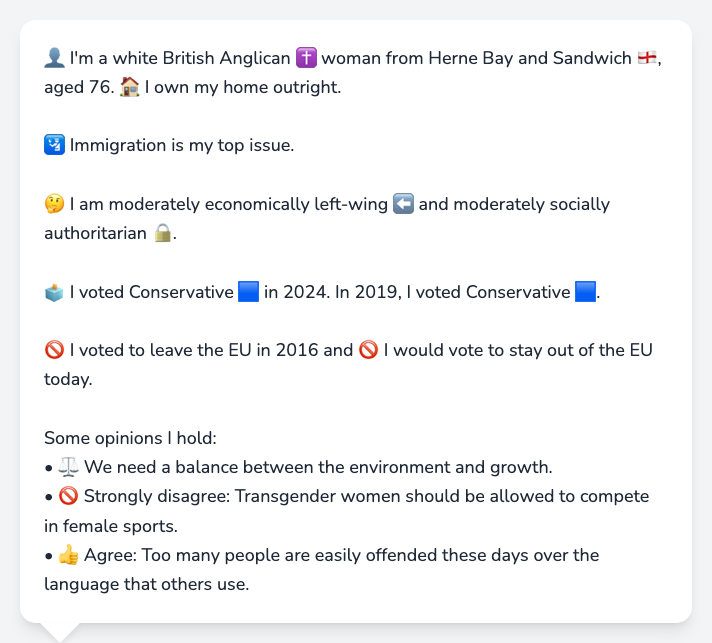 👤 I'm a white British Anglican ✝️ woman from Herne Bay and Sandwich 🏴󠁧󠁢󠁥󠁮󠁧󠁿,
aged 76. 🏠 I own my home outright.
🛂 Immigration is my top issue.
🤔 I am moderately economically left-wing ⬅️ and moderately socially
authoritarian 🔒.
🗳️ I voted Conservative 🟦 in 2024. In 2019, I voted Conservative 🟦.
🚫 I voted to leave the EU in 2016 and 🚫 I would vote to stay out of the EU
today.
Some opinions I hold:
• ⚖️ We need a balance between the environment and growth.
• 🚫 Strongly disagree: Transgender women should be allowed to compete
in female sports.
• 👍 Agree: Too many people are easily offended these days over the
language that others use.